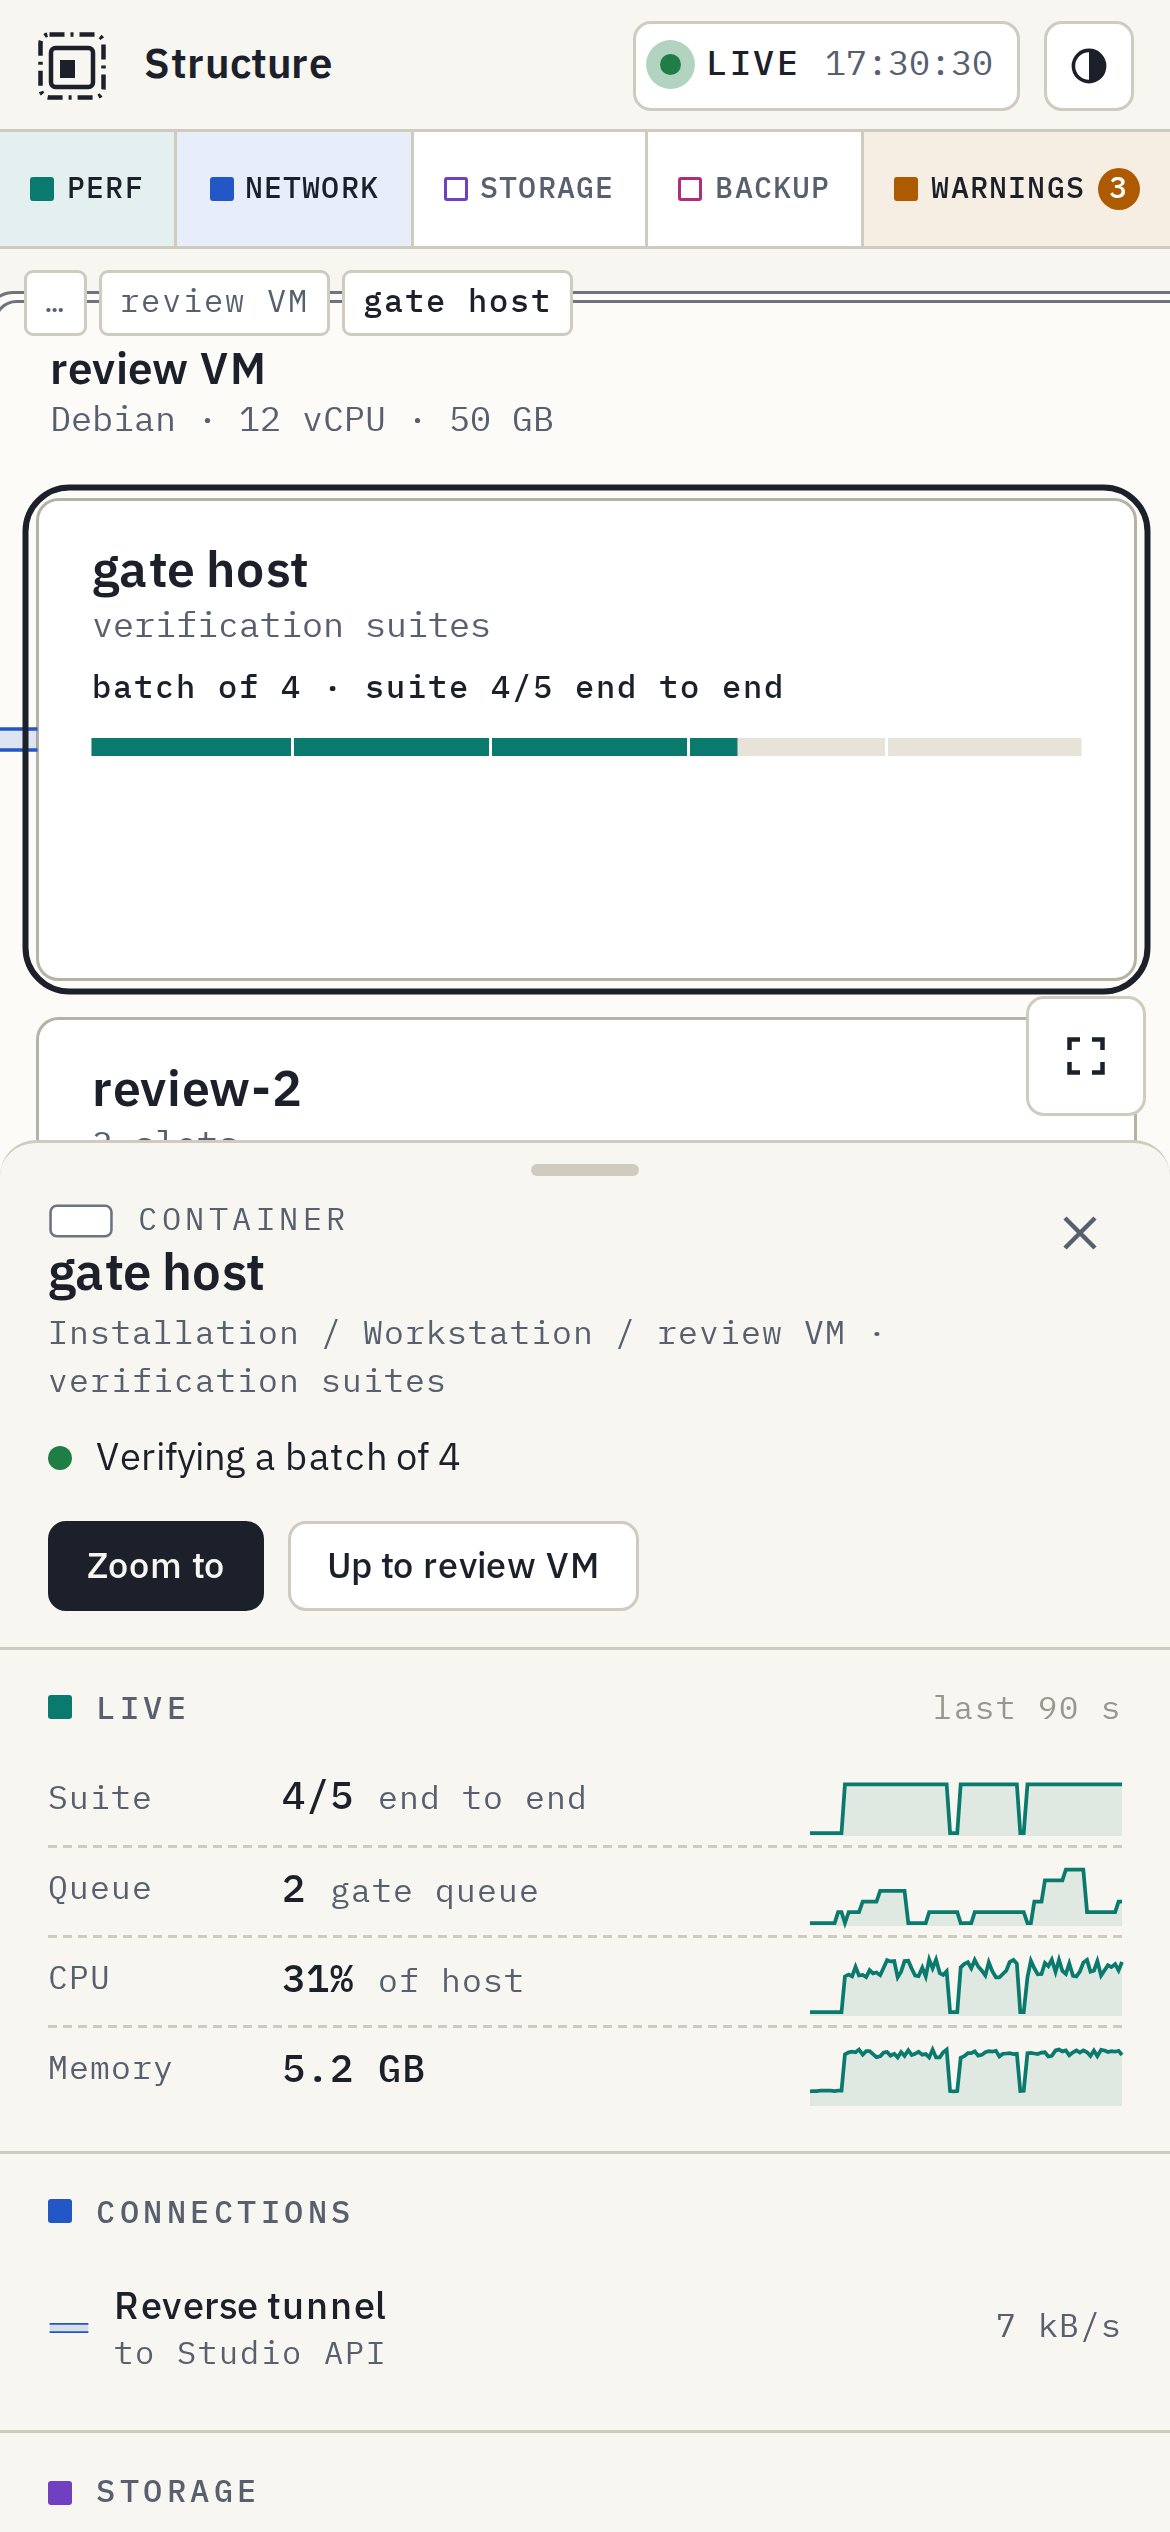 Structure
LIVE 17:30:30
PERF
NETWORK
STORAGE
BACKUP
WARNINGS 3
…
review VM
gate host
review VM
Debian · 12 vCPU · 50 GB
gate host
verification suites
batch of 4 · suite 4/5 end to end
review-2
CONTAINER
gate host
Installation / Workstation / review VM ·
verification suites
Verifying a batch of 4
Zoom to
Up to review VM
LIVE
last 90 s
Suite
4/5 end to end
Queue
2 gate queue
CPU
31% of host
Memory
5.2 GB
CONNECTIONS
Reverse tunnel
to Studio API
7 kB/s
STORAGE